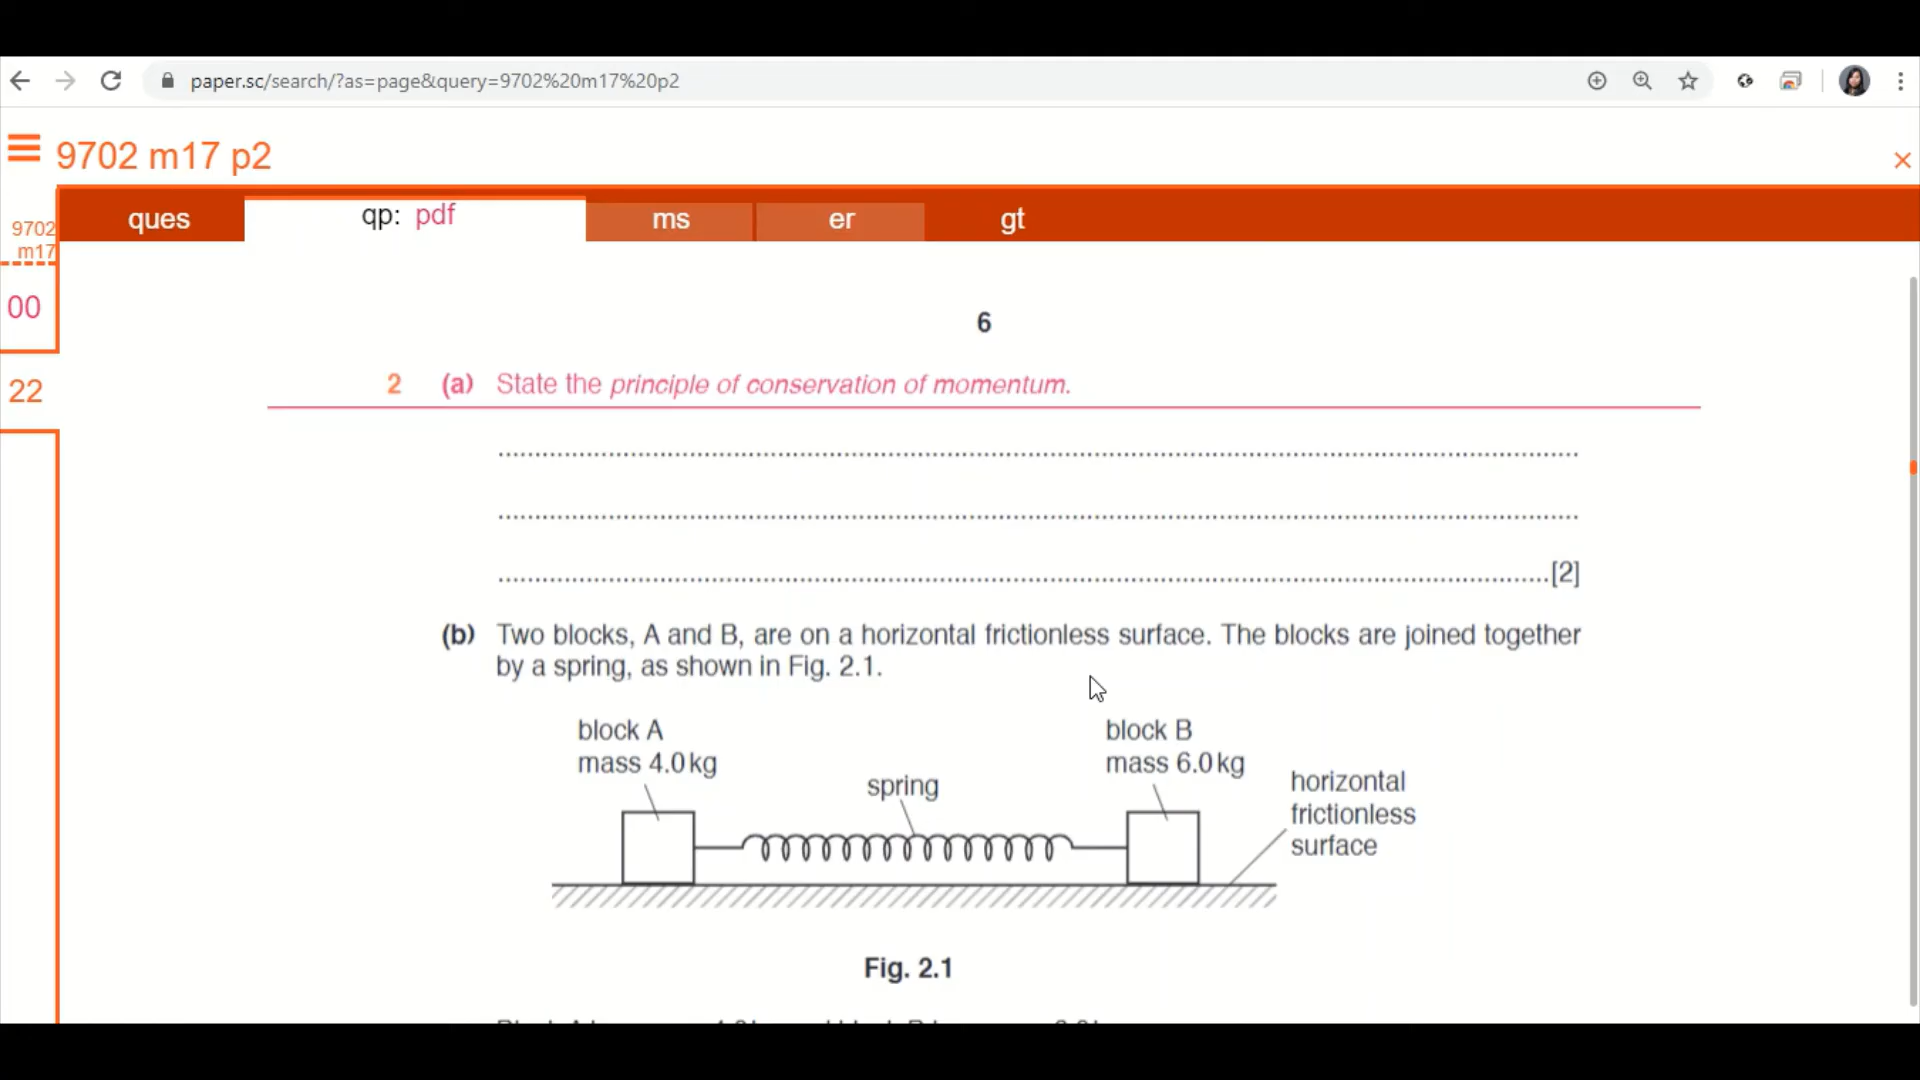 paper.sc/search/?as=page&query=9702%20m17%20p2
9702 m17 p2
ques
qp: pdf
ms
er
gt
9702
m17
00
22
6
2 (a) State the principle of conservation of momentum.
[2]
(b) Two blocks, A and B, are on a horizontal frictionless surface. The blocks are joined together
by a spring, as shown in Fig. 2.1.
block A
mass 4.0 kg
spring
block B
mass 6.0 kg
horizontal
frictionless
surface
Fig. 2.1